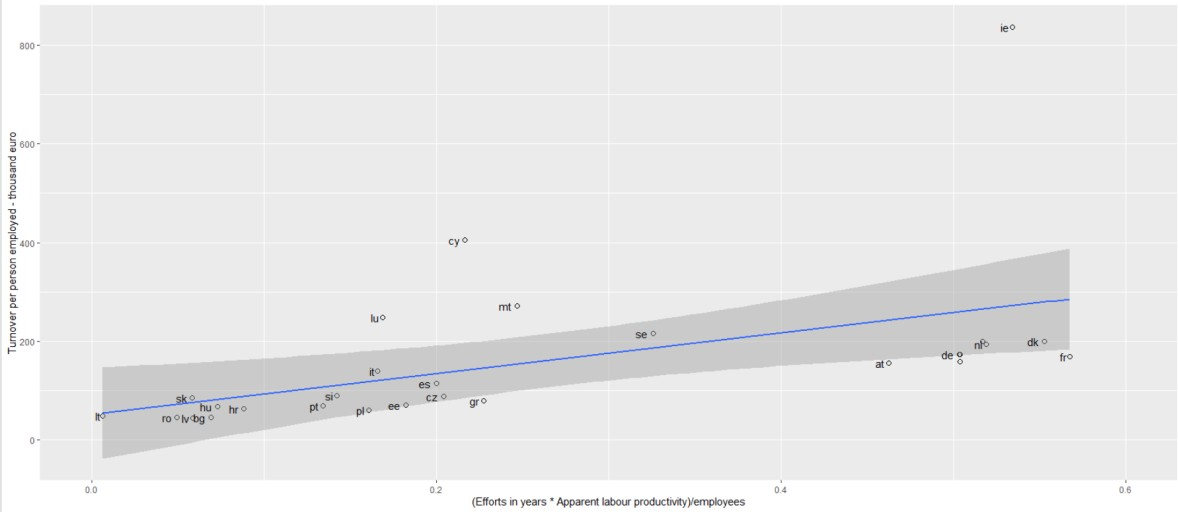 Turnover per person employed - thousand euro
800
600
400
200
0
ie
cy
mt
lu
se
nl
dk
de
fr
at
it
es
cz
gr
si
sk
hu
hr
pt
pl
ee
lt
ro
lv
bg
0.0
0.2
0.4
0.6
(Efforts in years * Apparent labour productivity)/employees